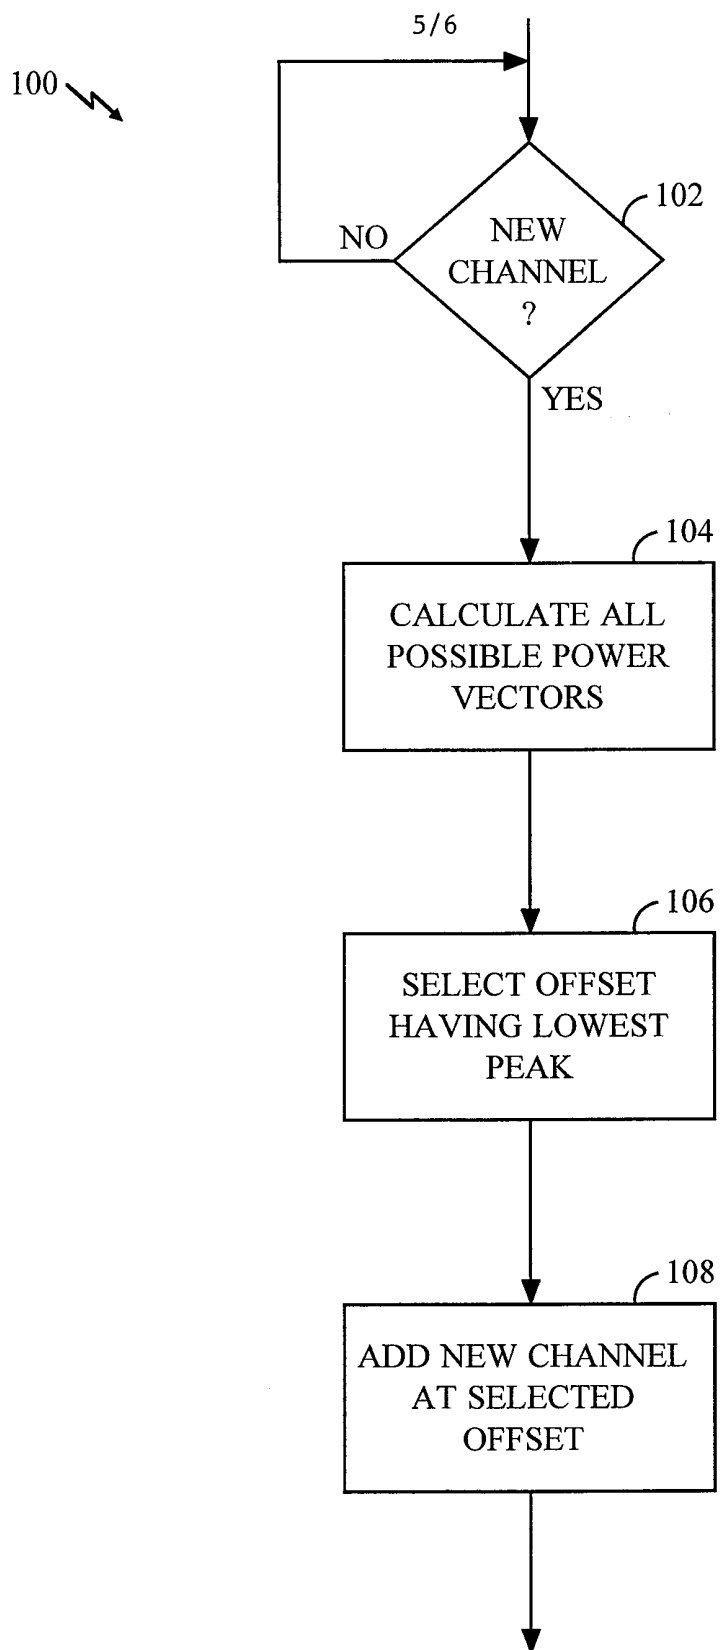 5/6
100
102
NEW
CHANNEL
?
NO
YES
104
CALCULATE ALL
POSSIBLE POWER
VECTORS
106
SELECT OFFSET
HAVING LOWEST
PEAK
108
ADD NEW CHANNEL
AT SELECTED
OFFSET